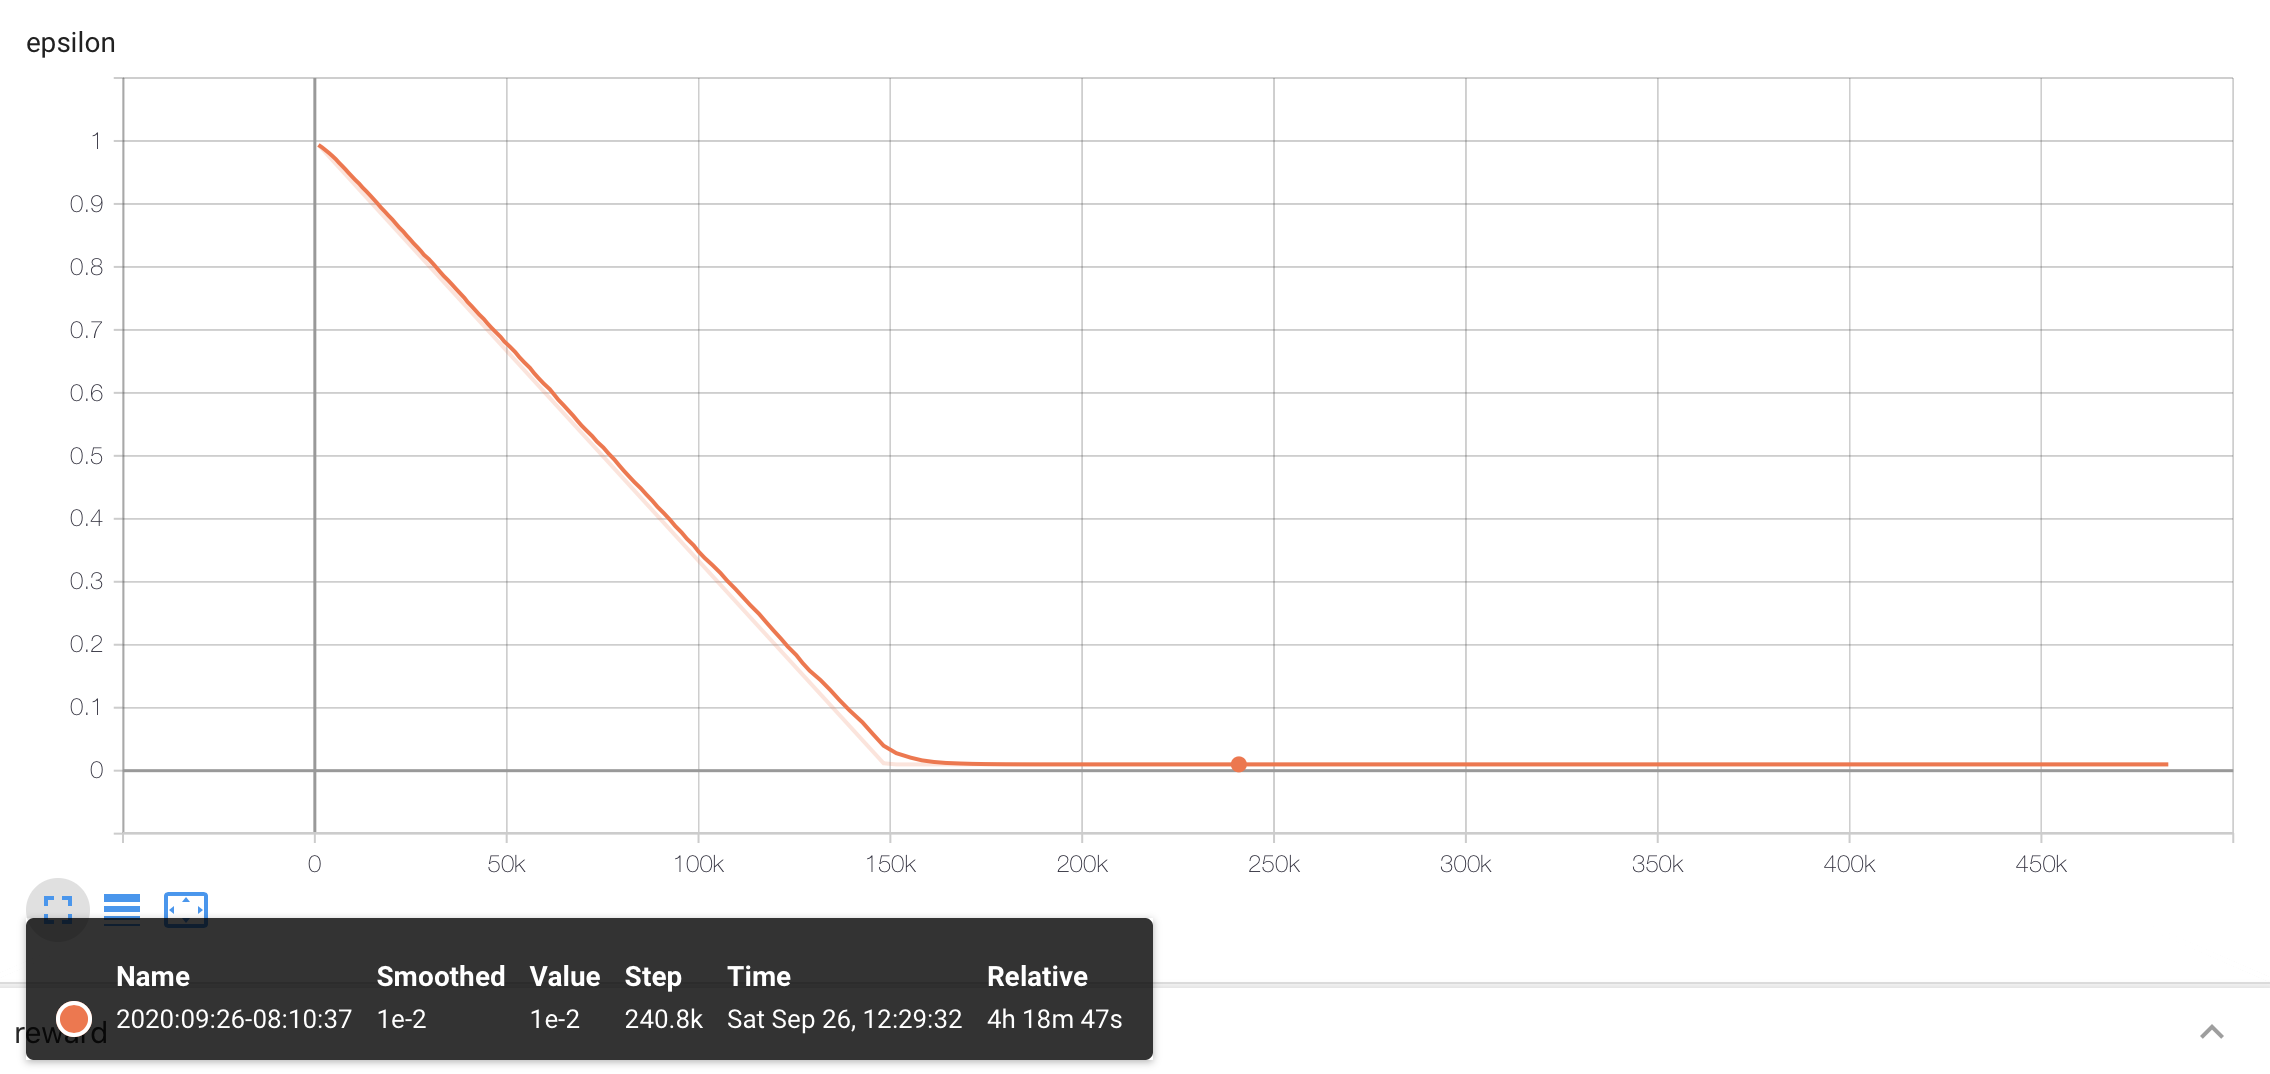 epsilon
1
0.9
0.8
0.7
0.6
0.5
0.4
0.3
0.2
0.1
0
0 50k 100k 150k 200k 250k 300k 350k 400k 450k
Name Smoothed Value Step Time Relative
2020:09:26-08:10:37 1e-2 1e-2 240.8k Sat Sep 26, 12:29:32 4h 18m 47s
reward